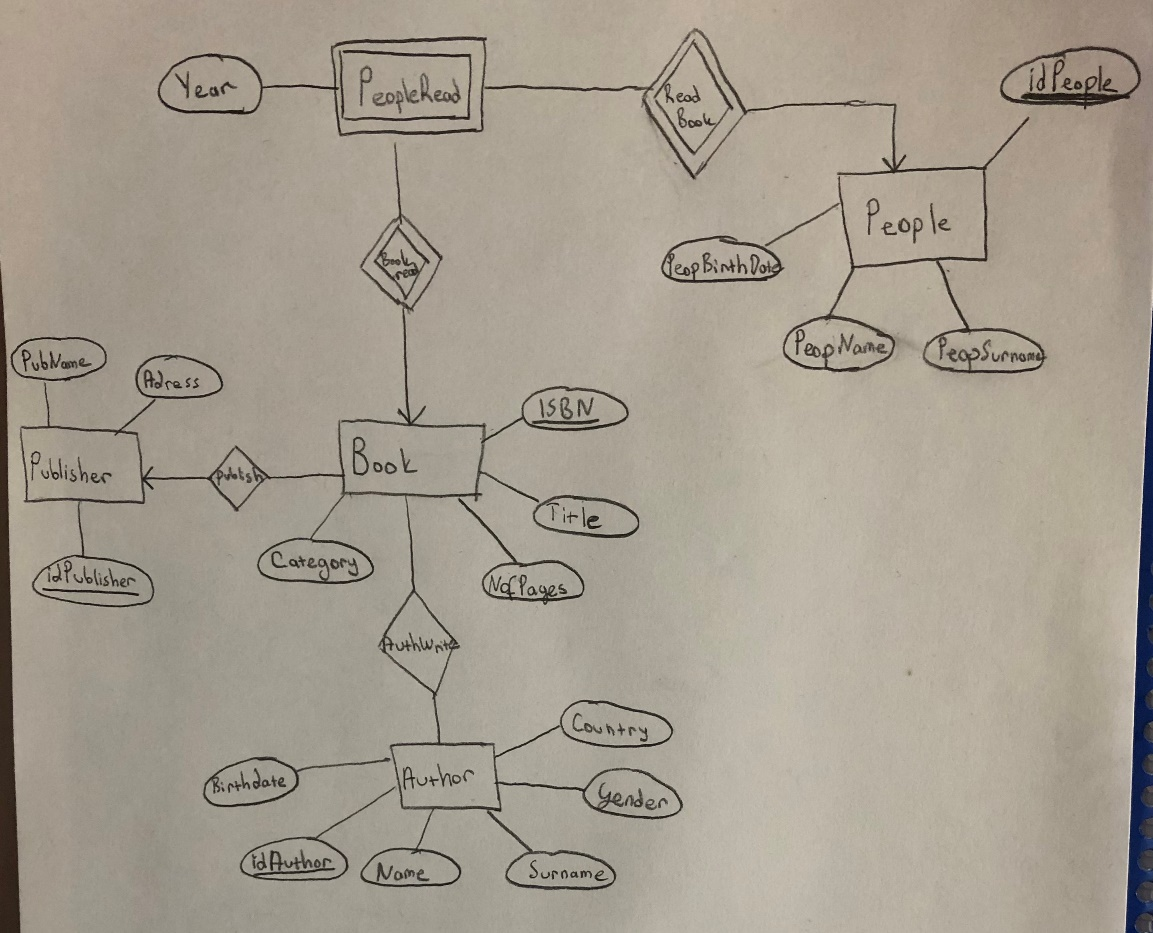 Year
PeopleRead
Read
Book
idPeople
People
PeopBirthDate
PeopName
PeopSurname
Book
read
PubName
Adress
Publisher
Publish
Book
ISBN
Title
idPublisher
Category
NofPages
AuthWrite
Country
Birthdate
Author
Gender
idAuthor
Name
Surname